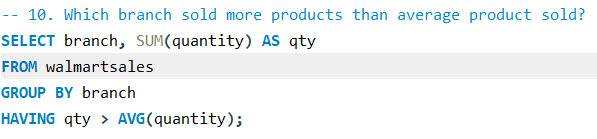 -- 10. Which branch sold more products than average product sold?
SELECT branch, SUM(quantity) AS qty
FROM walmartsales
GROUP BY branch
HAVING qty > AVG(quantity);